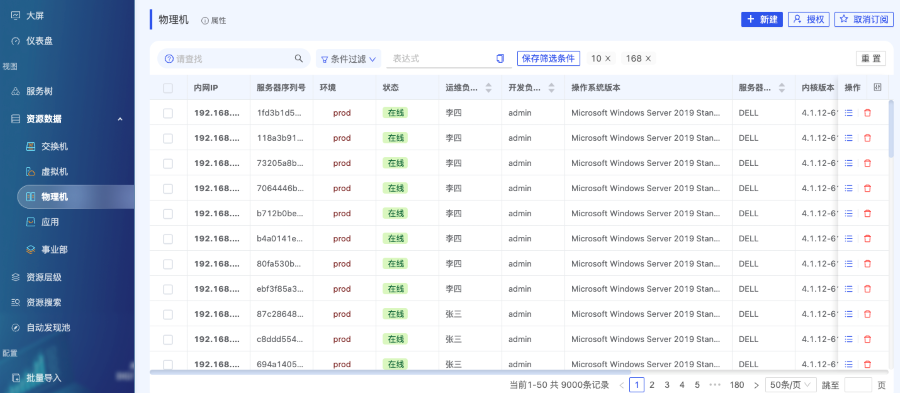 大屏
仪表盘
视图
服务树
资源数据
交换机
虚拟机
物理机
应用
事业部
资源层级
资源搜索
自动发现池
配置
批量导入
物理机 属性
+ 新建 授权 取消订阅
请查找 条件过滤 表达式 保存筛选条件 10 × 168 × 重 置
内网IP 服务器序列号 环境 状态 运维负... 开发负... 操作系统版本 服务器... 内核版本 操作
192.168.... 1fd3b1d5... prod 在线 李四 admin Microsoft Windows Server 2019 Stan... DELL 4.1.12-61
192.168.... 118a3b91... prod 在线 李四 admin Microsoft Windows Server 2019 Stan... DELL 4.1.12-61
192.168.... 73205a8b... prod 在线 李四 admin Microsoft Windows Server 2019 Stan... DELL 4.1.12-61
192.168.... 7064446b... prod 在线 李四 admin Microsoft Windows Server 2019 Stan... DELL 4.1.12-61
192.168.... b712b0be... prod 在线 李四 admin Microsoft Windows Server 2019 Stan... DELL 4.1.12-61
192.168.... b4a0141e... prod 在线 李四 admin Microsoft Windows Server 2019 Stan... DELL 4.1.12-61
192.168.... 80fa530b... prod 在线 李四 admin Microsoft Windows Server 2019 Stan... DELL 4.1.12-61
192.168.... ebf3f85a3... prod 在线 李四 admin Microsoft Windows Server 2019 Stan... DELL 4.1.12-61
192.168.... 87c28648... prod 在线 张三 admin Microsoft Windows Server 2019 Stan... DELL 4.1.12-61
192.168.... c8ddd554... prod 在线 张三 admin Microsoft Windows Server 2019 Stan... DELL 4.1.12-61
192.168.... 694a1405... prod 在线 张三 admin Microsoft Windows Server 2019 Stan... DELL 4.1.12-61
当前1-50 共 9000条记录 < 1 2 3 4 5 ••• 180 > 50条/页 跳至 页